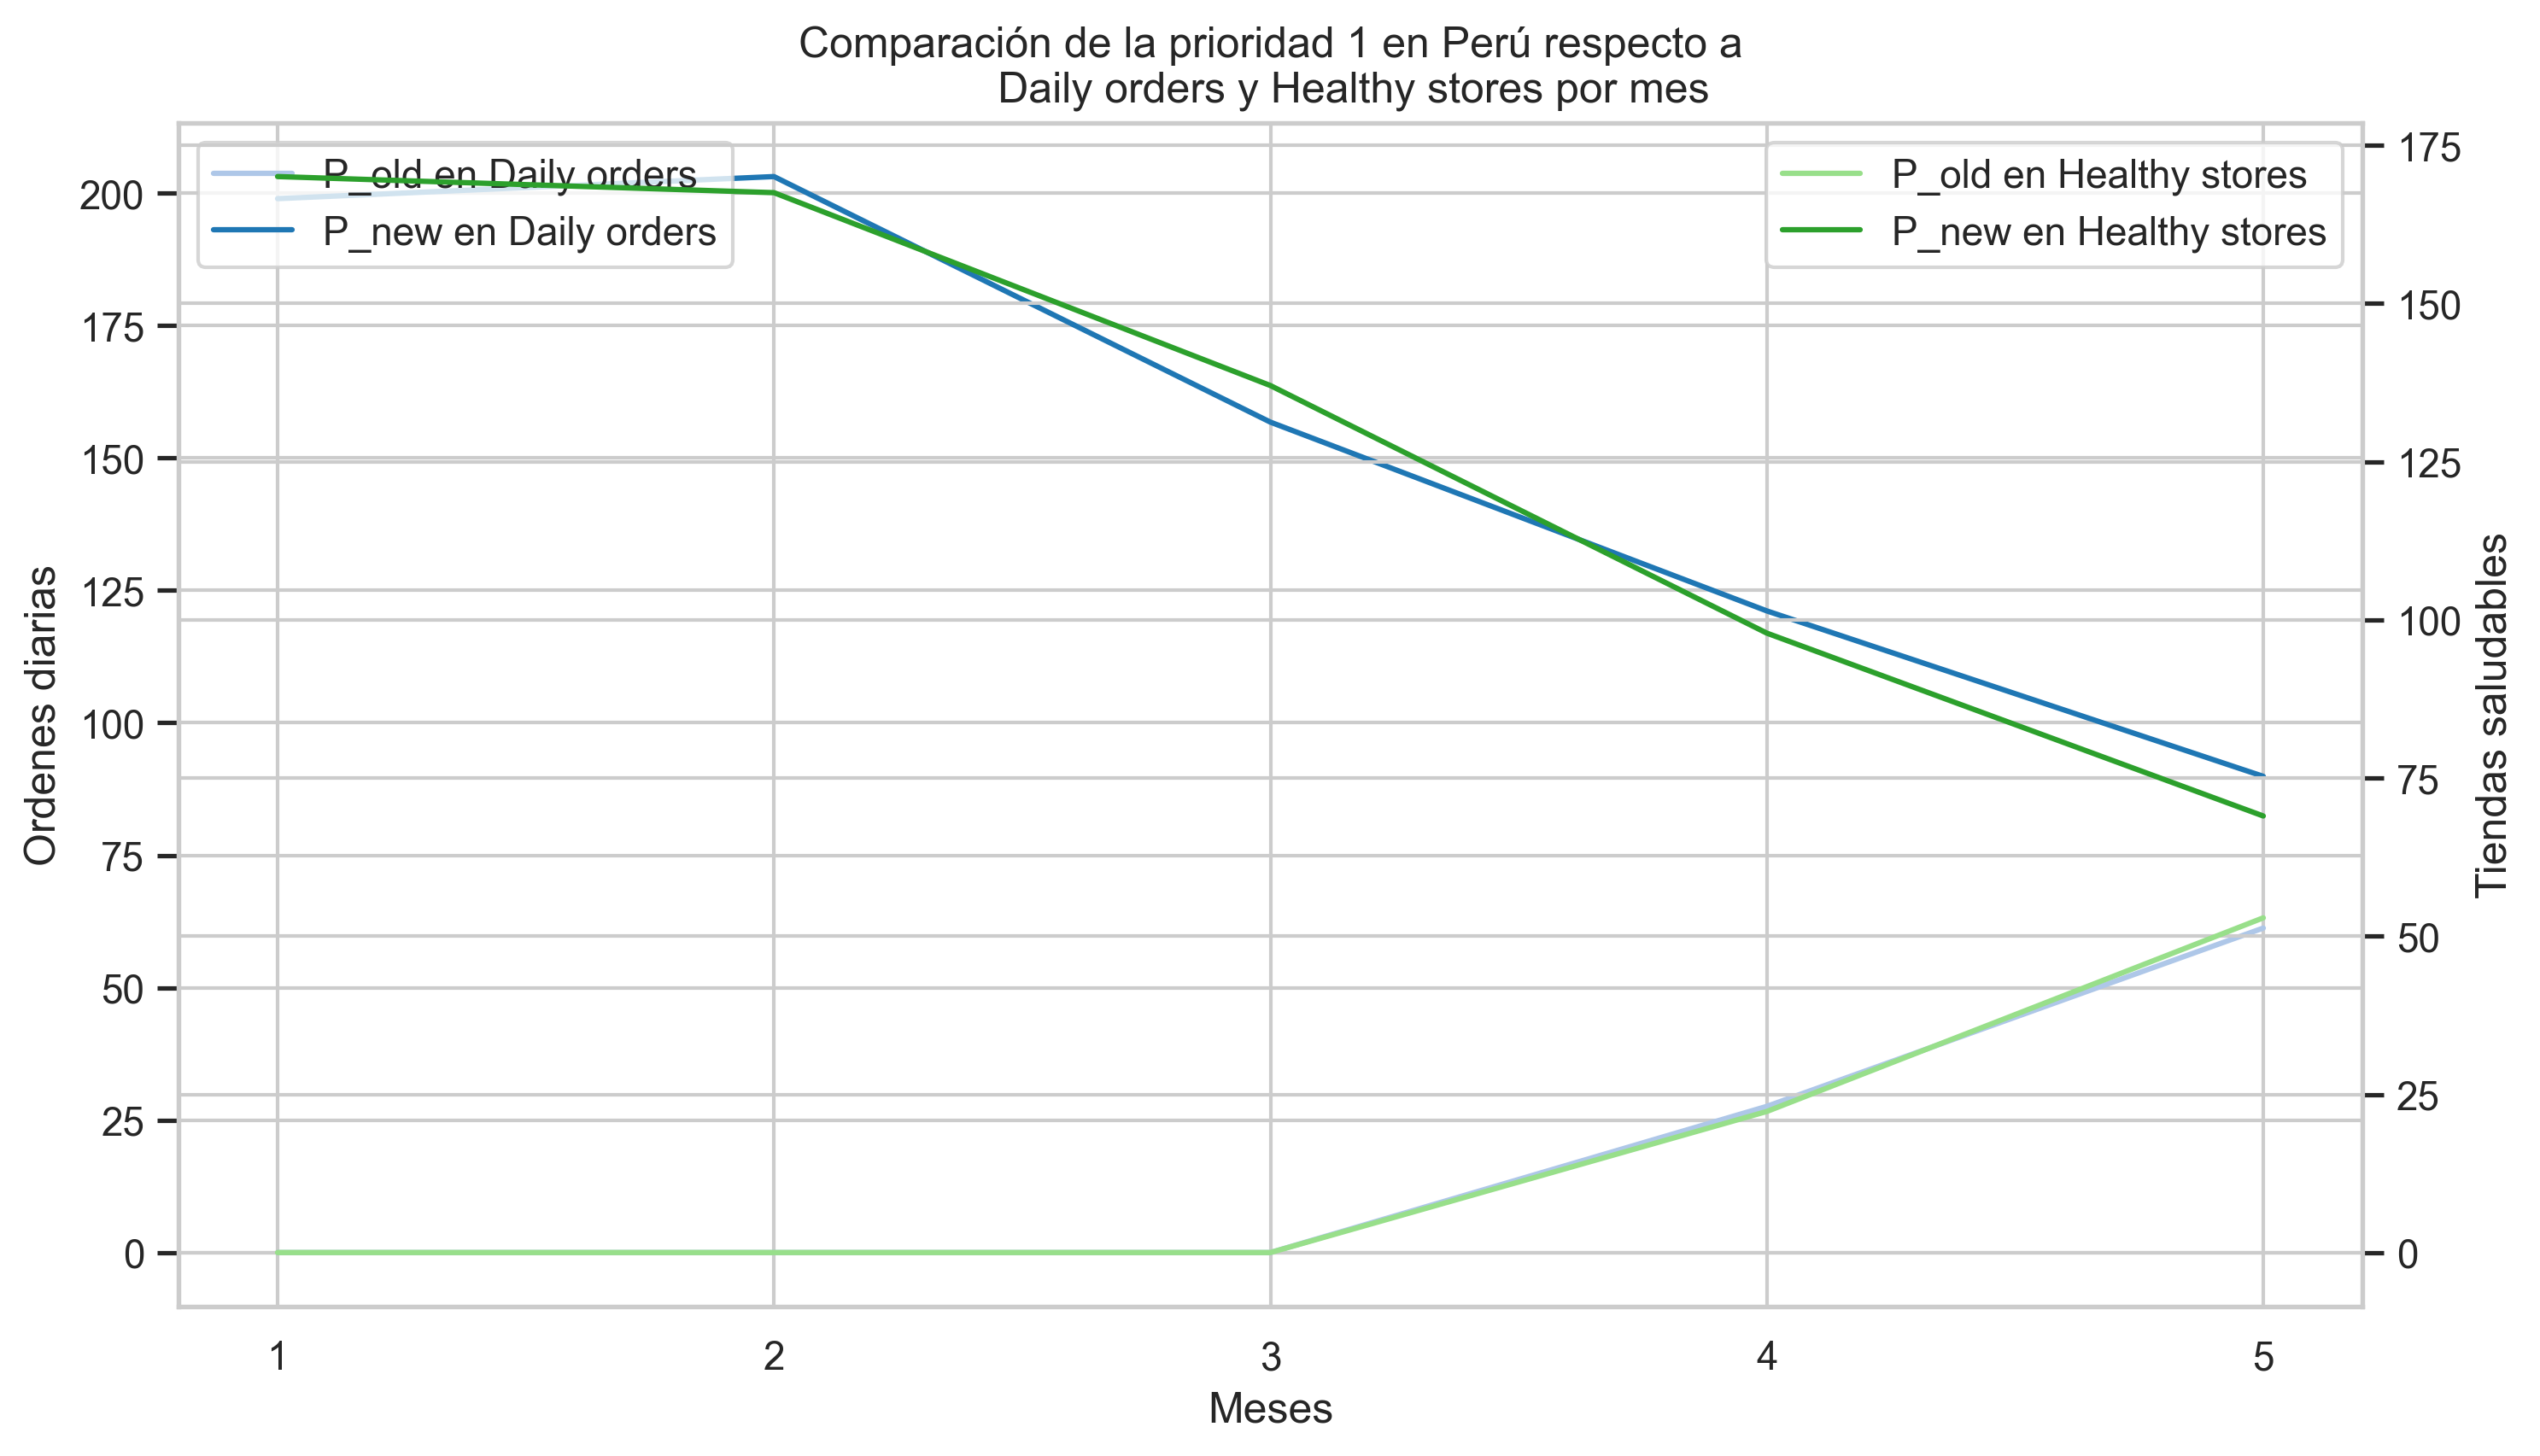 Comparación de la prioridad 1 en Perú respecto a
Daily orders y Healthy stores por mes
P_old en Daily orders
P_new en Daily orders
P_old en Healthy stores
P_new en Healthy stores
Ordenes diarias
200
175
150
125
100
75
50
25
0
175
150
125
100
75
50
25
0
Tiendas saludables
1 2 3 4 5
Meses